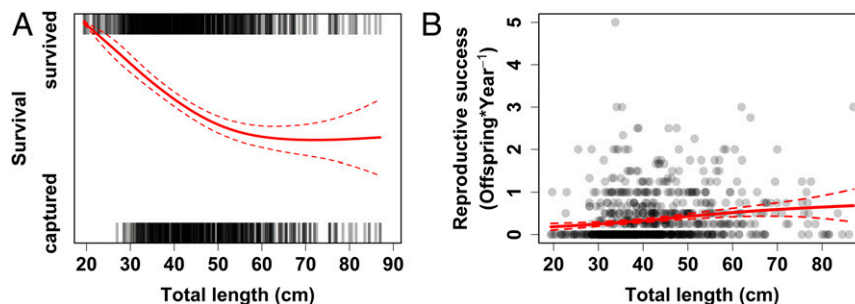 A
Survival
captured survived
20 30 40 50 60 70 80 90
Total length (cm)
B
Reproductive success
(Offspring*Year⁻¹)
5
4
3
2
1
0
20 30 40 50 60 70 80
Total length (cm)